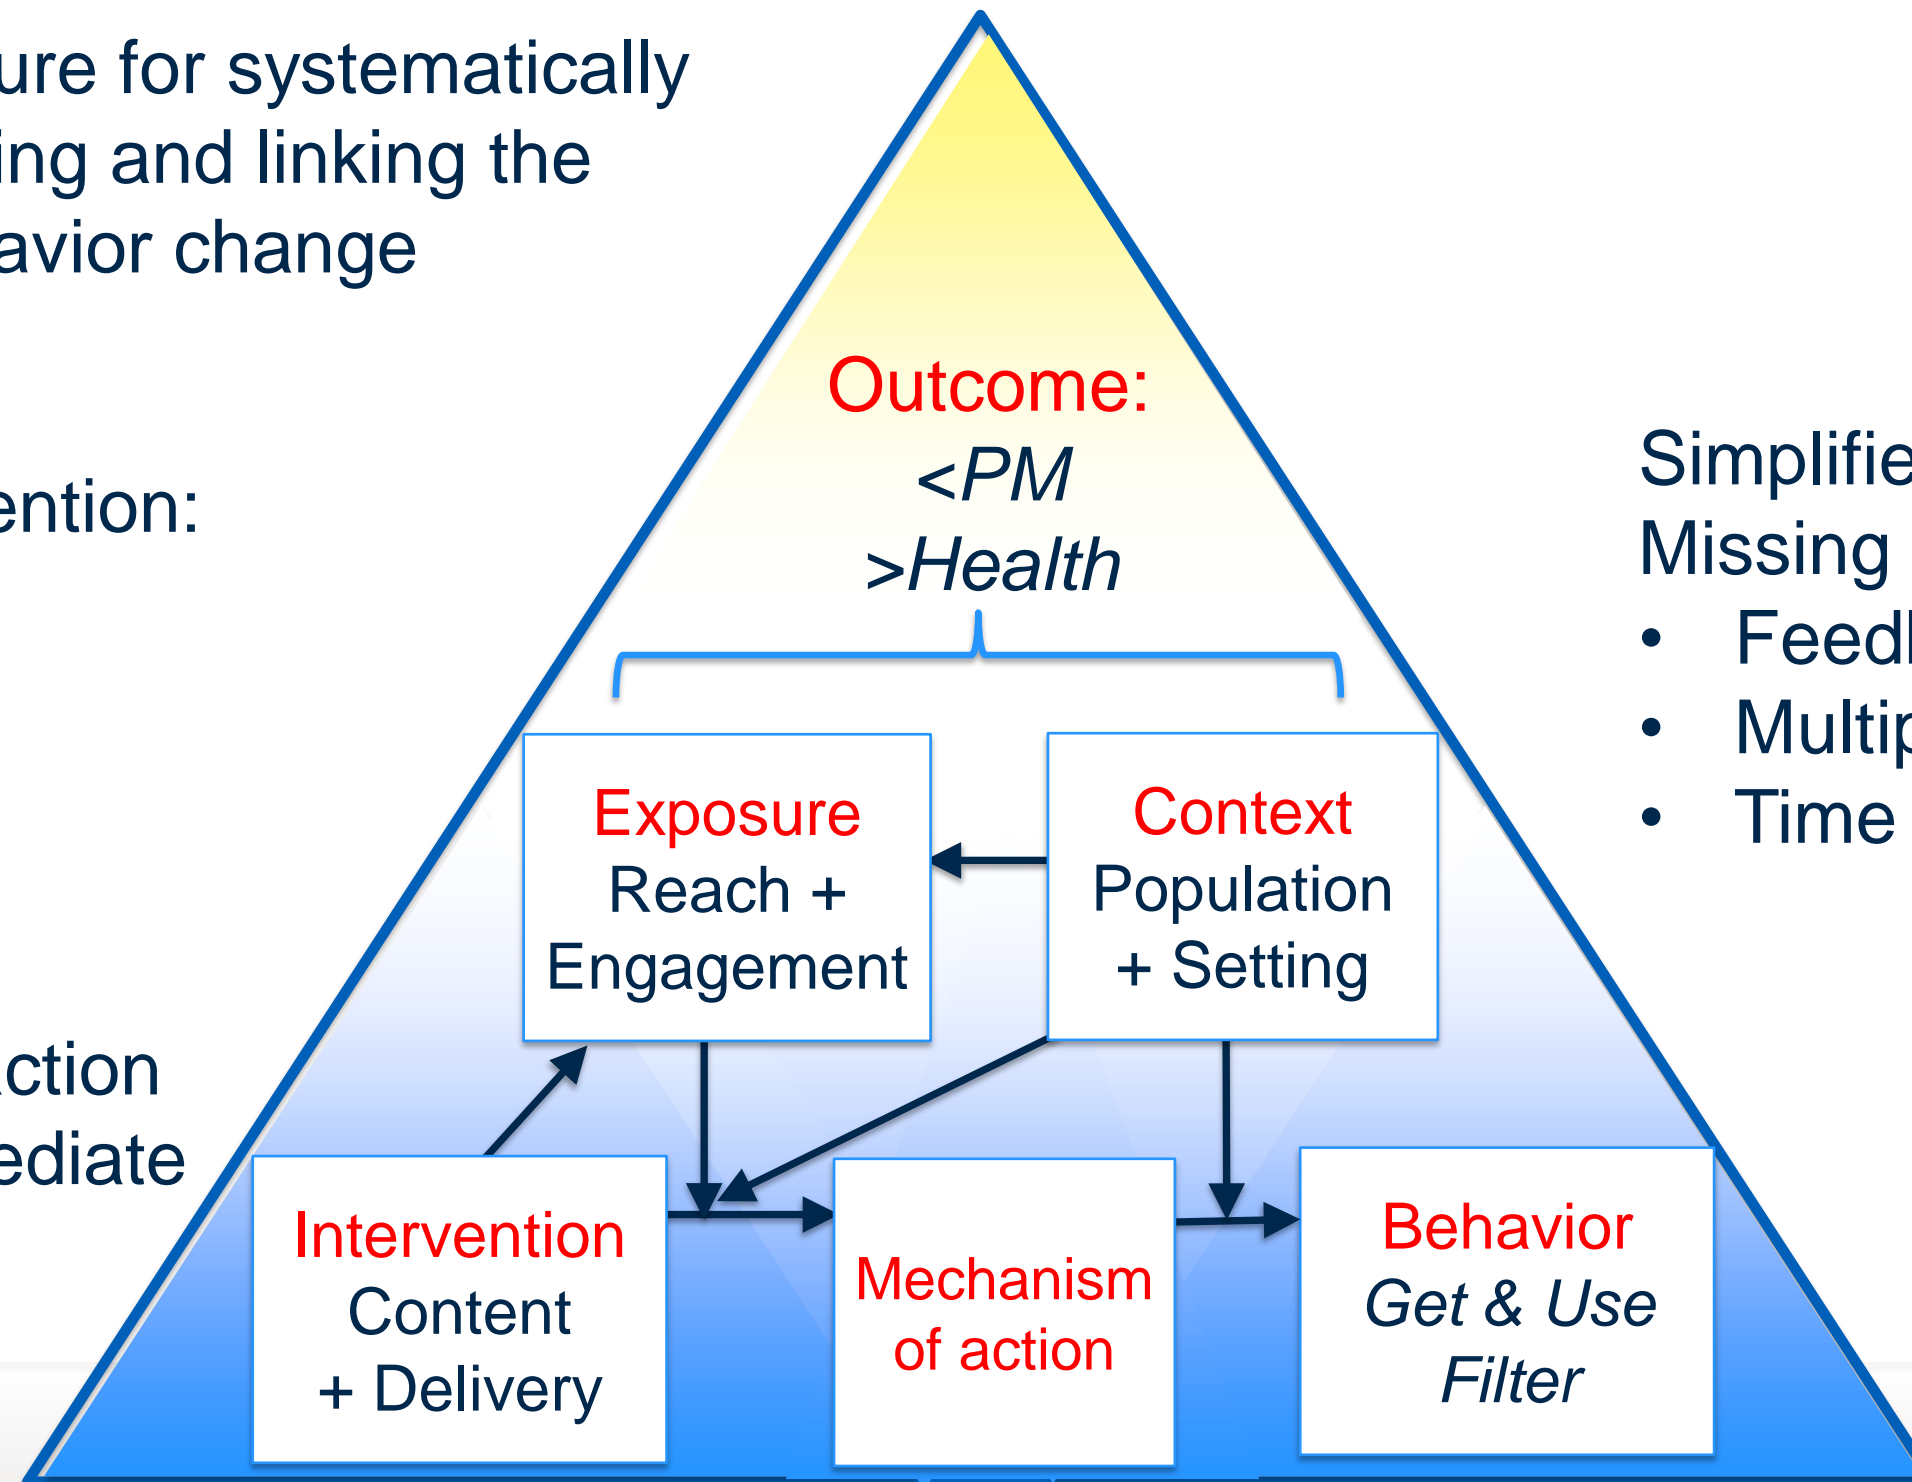 ure for systematically
ing and linking the
avior change
ention:
ction
ediate
Outcome:
<PM
>Health
Exposure
Reach +
Engagement
Context
Population
+ Setting
Intervention
Content
+ Delivery
Mechanism
of action
Behavior
Get & Use
Filter
Simplifie
Missing
• Feed
• Multip
• Time